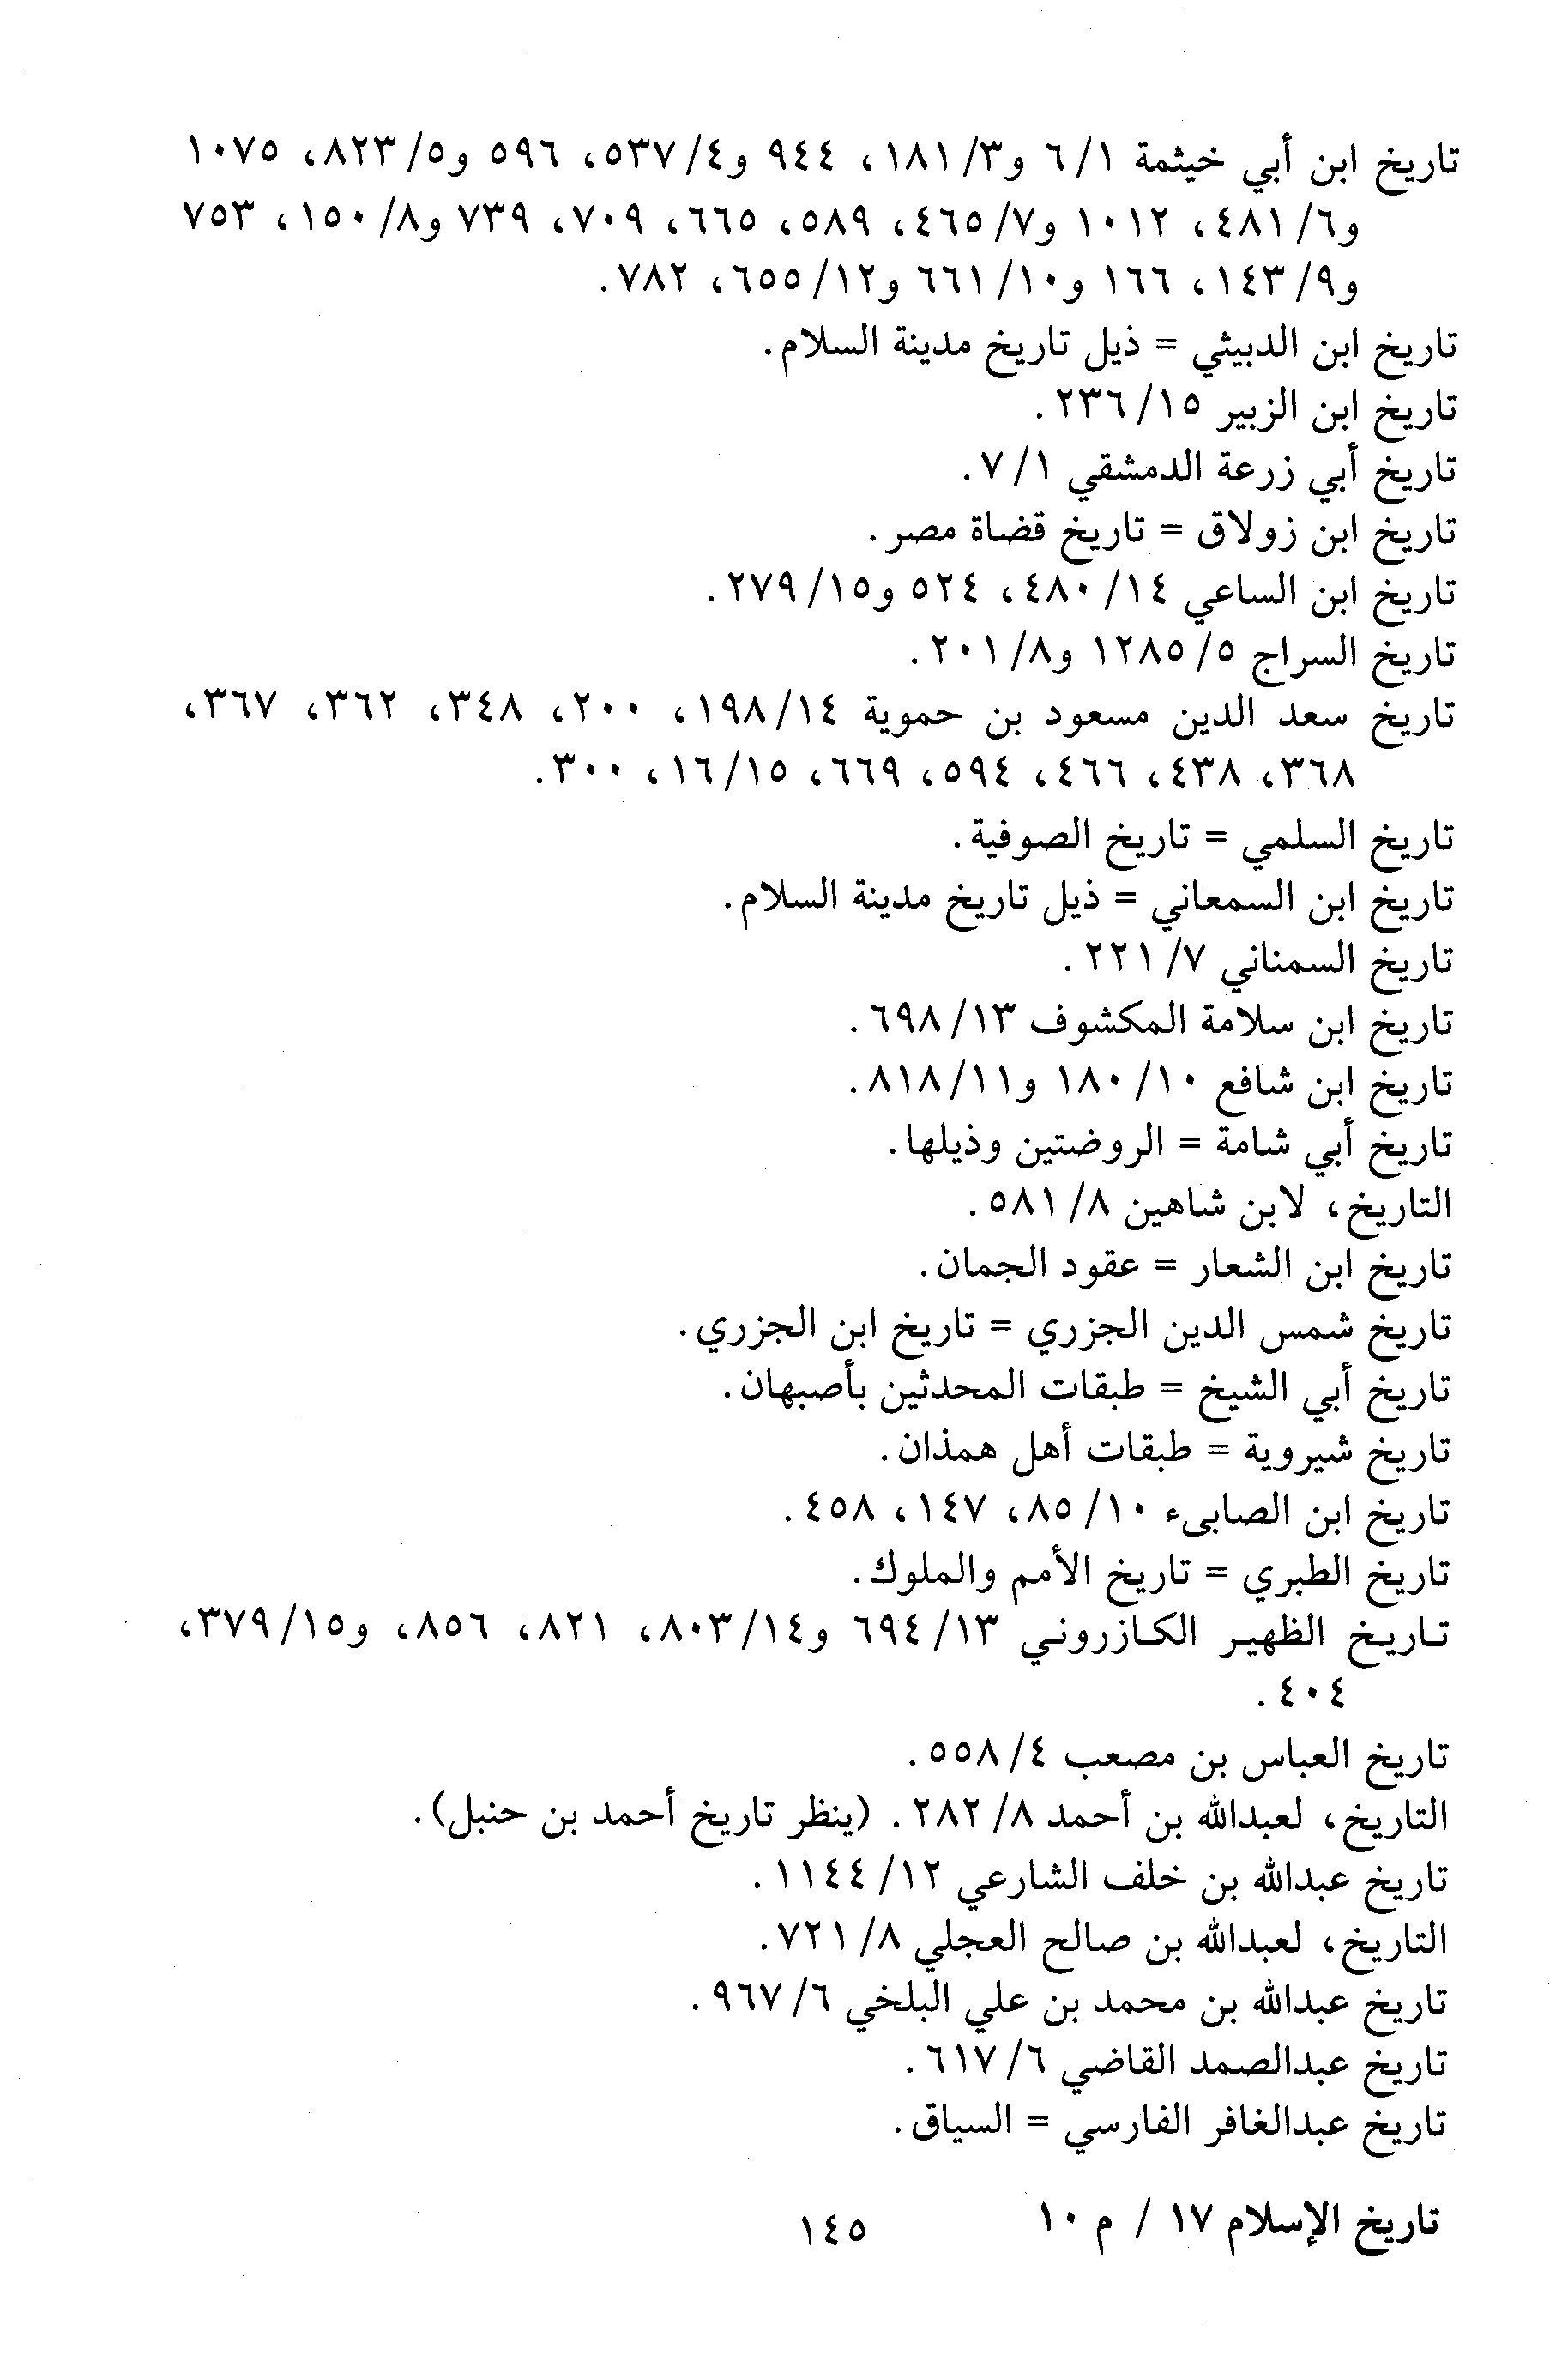 تاريخ ابن أبي خيثمة ١/ ٦ و٣/ ١٨١، ٩٤٤ و٤/ ٥٣٧، ٥٩٦ و٥/ ٨٢٣، ١٠٧٥
و٦/ ٤٨١، ١٠١٢ و٧/ ٤٦٥، ٥٨٩، ٦٦٥، ٧٠٩، ٧٣٩ و٨/ ١٥٠، ٧٥٣
و٩/ ١٤٣، ١٦٦ و١٠/ ٦٦١ و١٢/ ٦٥٥، ٧٨٢.
تاريخ ابن الدبيثي = ذيل تاريخ مدينة السلام.
تاريخ ابن الزبير ١٥/ ٢٣٦.
تاريخ أبي زرعة الدمشقي ١/ ٧.
تاريخ ابن زولاق = تاريخ قضاة مصر.
تاريخ ابن الساعي ١٤/ ٤٨٠، ٥٢٤ و١٥/ ٢٧٩.
تاريخ السراج ٥/ ١٢٨٥ و٨/ ٢٠١.
تاريخ سعد الدين مسعود بن حموية ١٤/ ١٩٨، ٢٠٠، ٣٤٨، ٣٦٢، ٣٦٧،
٣٦٨، ٤٣٨، ٤٦٦، ٥٩٤، ٦٦٩، ١٥/ ١٦، ٣٠٠.
تاريخ السلمي = تاريخ الصوفية.
تاريخ ابن السمعاني = ذيل تاريخ مدينة السلام.
تاريخ السمناني ٧/ ٢٢١.
تاريخ ابن سلامة المكشوف ١٣/ ٦٩٨.
تاريخ ابن شافع ١٠/ ١٨٠ و١١/ ٨١٨.
تاريخ أبي شامة = الروضتين وذيلها.
التاريخ، لابن شاهين ٨/ ٥٨١.
تاريخ ابن الشعار = عقود الجمان.
تاريخ شمس الدين الجزري = تاريخ ابن الجزري.
تاريخ أبي الشيخ = طبقات المحدثين بأصبهان.
تاريخ شيروية = طبقات أهل همذان.
تاريخ ابن الصابىء ١٠/ ٨٥، ١٤٧، ٤٥٨.
تاريخ الطبري = تاريخ الأمم والملوك.
تاريخ الظهير الكازروني ١٣/ ٦٩٤ و١٤/ ٨٠٣، ٨٢١، ٨٥٦، و١٥/ ٣٧٩،
٤٠٤.
تاريخ العباس بن مصعب ٤/ ٥٥٨.
التاريخ، لعبدالله بن أحمد ٨/ ٢٨٢. (ينظر تاريخ أحمد بن حنبل).
تاريخ عبدالله بن خلف الشارعي ١٢/ ١١٤٤.
التاريخ، لعبدالله بن صالح العجلي ٨/ ٧٢١.
تاريخ عبدالله بن محمد بن علي البلخي ٦/ ٩٦٧.
تاريخ عبدالصمد القاضي ٦/ ٦١٧.
تاريخ عبدالغافر الفارسي = السياق.
تاريخ الإسلام ١٧ / م ١٠
١٤٥